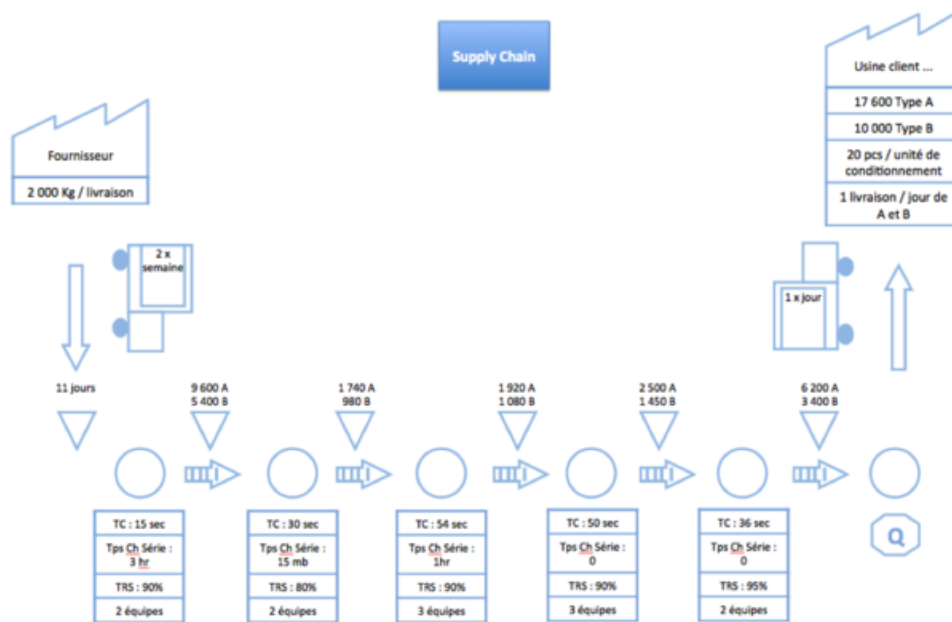 Supply Chain
Usine client ...
17 600 Type A
10 000 Type B
20 pcs / unité de
conditionnement
1 livraison / jour de
A et B
Fournisseur
2 000 Kg / livraison
2 x
semaine
1 x jour
11 jours
9 600 A
5 400 B
1 740 A
980 B
1 920 A
1 080 B
2 500 A
1 450 B
6 200 A
3 400 B
TC : 15 sec
Tps Ch Série :
3 hr
TRS : 90%
2 équipes
TC : 30 sec
Tps Ch Série :
15 mb
TRS : 80%
2 équipes
TC : 54 sec
Tps Ch Série :
1hr
TRS : 90%
3 équipes
TC : 50 sec
Tps Ch Série :
0
TRS : 90%
3 équipes
TC : 36 sec
Tps Ch Série :
0
TRS : 95%
2 équipes
Q